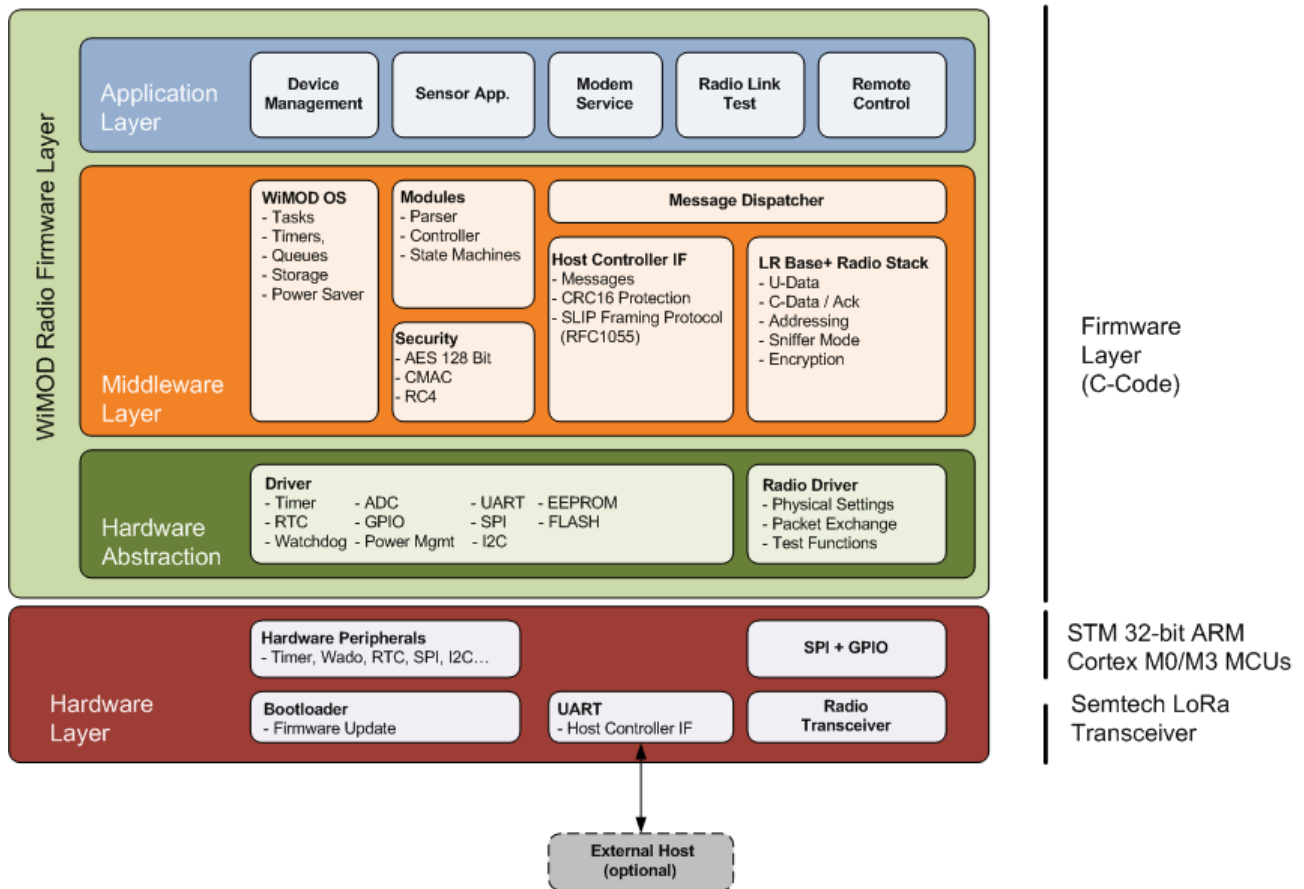 WiMOD Radio Firmware Layer
Application
Layer
Device
Management
Sensor App.
Modem
Service
Radio Link
Test
Remote
Control
Middleware
Layer
WiMOD OS
- Tasks
- Timers,
- Queues
- Storage
- Power Saver
Modules
- Parser
- Controller
- State Machines
Security
- AES 128 Bit
- CMAC
- RC4
Message Dispatcher
Host Controller IF
- Messages
- CRC16 Protection
- SLIP Framing Protocol
(RFC1055)
LR Base+ Radio Stack
- U-Data
- C-Data / Ack
- Addressing
- Sniffer Mode
- Encryption
Hardware
Abstraction
Driver
- Timer - ADC - UART - EEPROM
- RTC - GPIO - SPI - FLASH
- Watchdog - Power Mgmt - I2C
Radio Driver
- Physical Settings
- Packet Exchange
- Test Functions
Firmware
Layer
(C-Code)
Hardware
Layer
Hardware Peripherals
- Timer, Wado, RTC, SPI, I2C...
SPI + GPIO
Bootloader
- Firmware Update
UART
- Host Controller IF
Radio
Transceiver
STM 32-bit ARM
Cortex M0/M3 MCUs
Semtech LoRa
Transceiver
External Host
(optional)